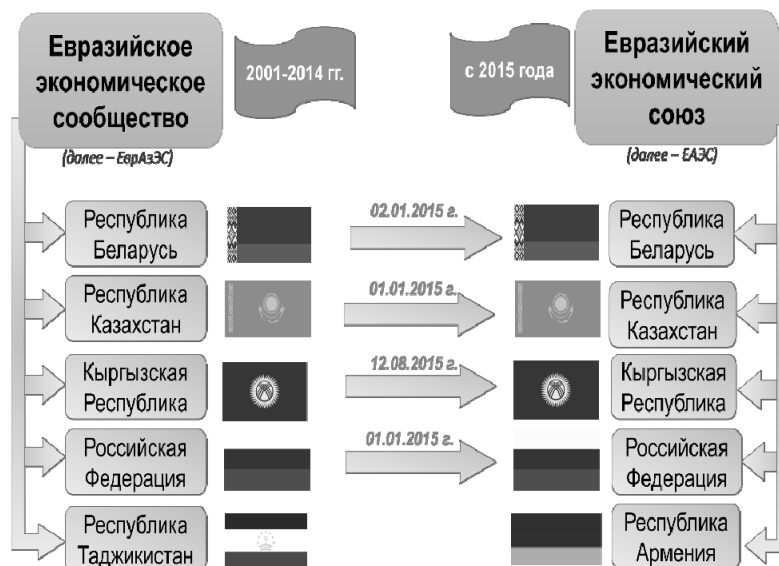 Евразийское
экономическое
сообщество
(далее – ЕврАзЭС)
2001-2014 гг.
с 2015 года
Евразийский
экономический
союз
(далее – ЕАЭС)
Республика
Беларусь
02.01.2015 г.
Республика
Беларусь
Республика
Казахстан
01.01.2015 г.
Республика
Казахстан
Кыргызская
Республика
12.08.2015 г.
Кыргызская
Республика
Российская
Федерация
01.01.2015 г.
Российская
Федерация
Республика
Таджикистан
Республика
Армения